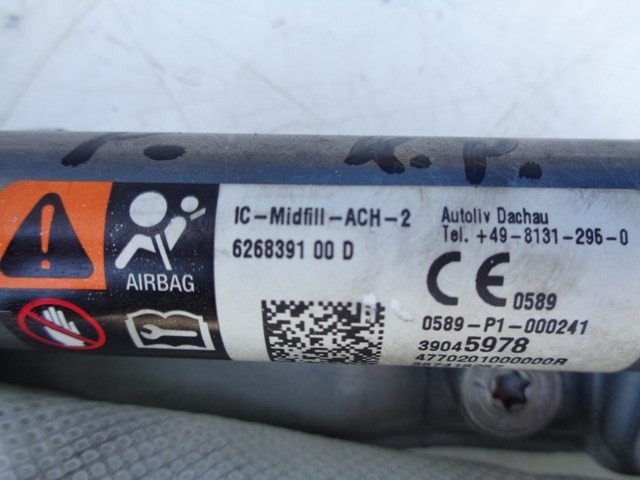 K.P.
IC-Midfill-ACH-2
6268391 00 D
AIRBAG
Autoliv Dachau
Tel. +49-8131-295-0
CE 0589
0589-P1-000241
39045978
4770201000000R